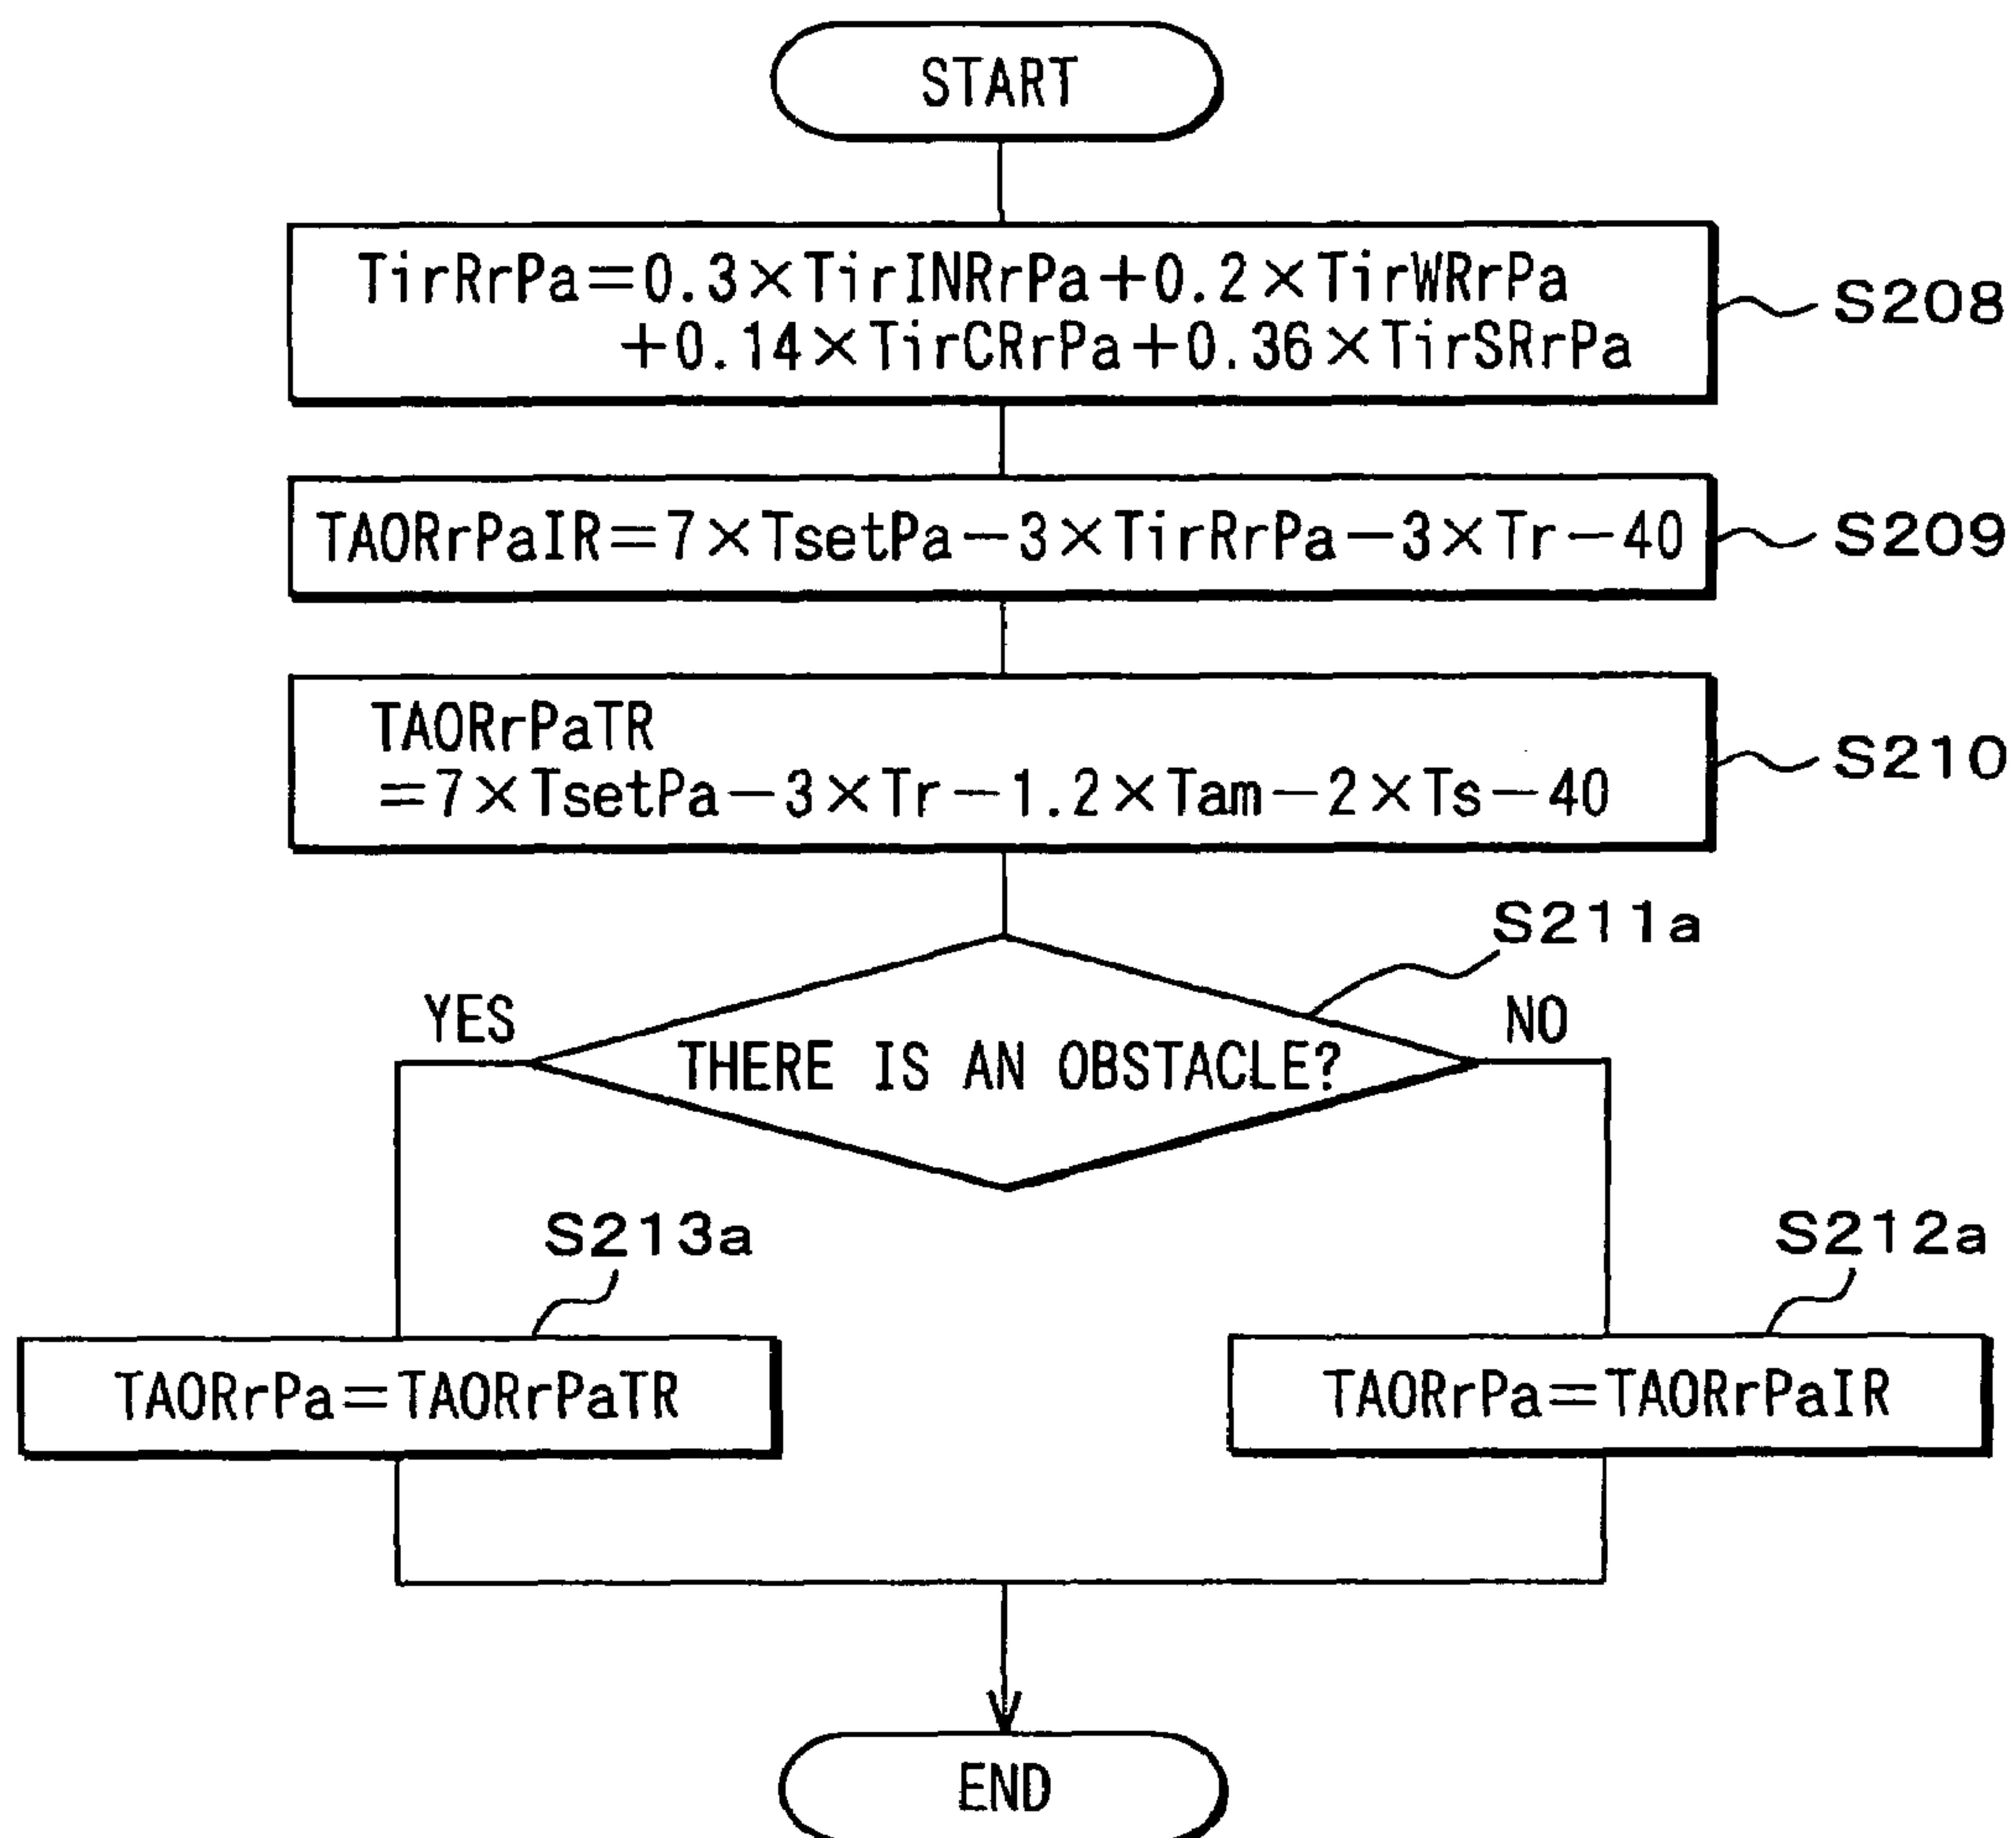 START
TirRrPa=0.3×TirINRrPa+0.2×TirWRrPa
+0.14×TirCRrPa+0.36×TirSRrPa
S208
TAORrPaIR=7×TsetPa-3×TirRrPa-3×Tr-40
S209
TAORrPaTR
=7×TsetPa-3×Tr-1.2×Tam-2×Ts-40
S210
S211a
YES
NO
THERE IS AN OBSTACLE?
S213a
S212a
TAORrPa=TAORrPaTR
TAORrPa=TAORrPaIR
END